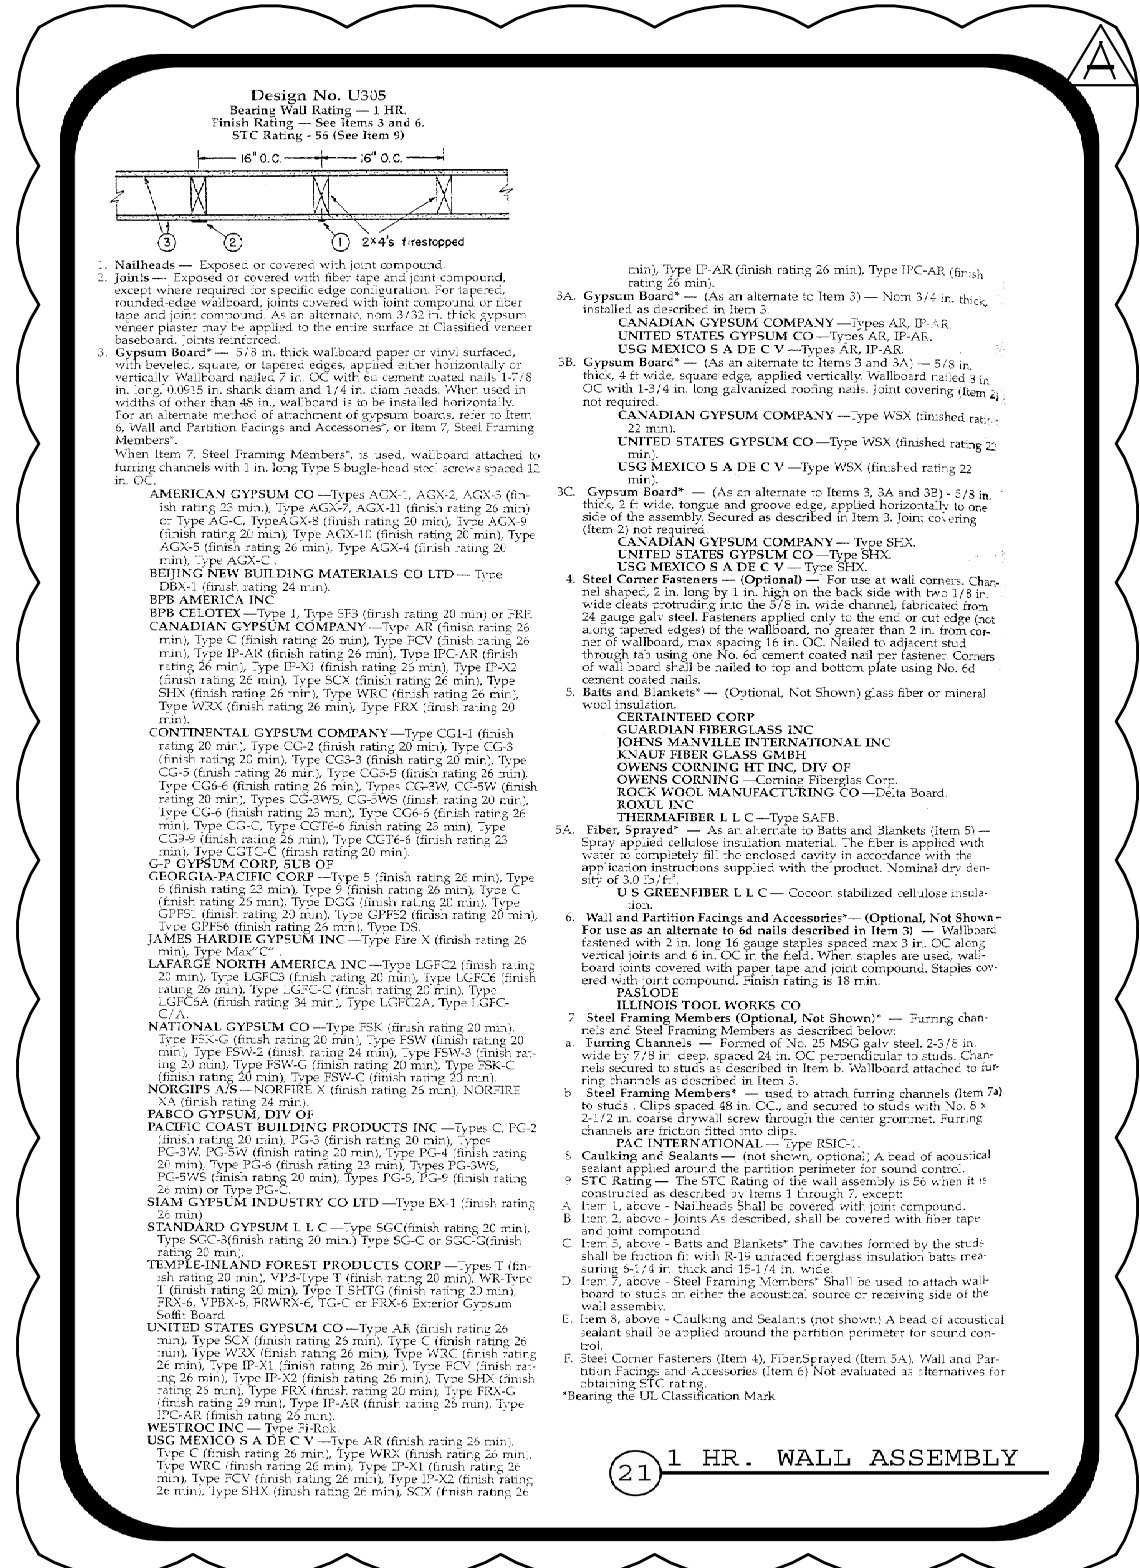 A
Design No. U305
Bearing Wall Rating — 1 HR.
Finish Rating — See Items 3 and 6.
STC Rating - 56 (See Item 9)
16" O.C. 16" O.C.
3 2 1 2×4's firestopped
1. Nailheads — Exposed or covered with joint compound.
2. Joints — Exposed or covered with fiber tape and joint compound,
except where required for specific edge configuration. For tapered,
rounded-edge wallboard, joints covered with joint compound or fiber
tape and joint compound. As an alternate, nom 3/32 in. thick gypsum
veneer plaster may be applied to the entire surface of Classified veneer
baseboard. Joints reinforced.
3. Gypsum Board* — 5/8 in. thick wallboard paper or vinyl surfaced,
with beveled, square, or tapered edges, applied either horizontally or
vertically. Wallboard nailed 7 in. OC with 6d cement coated nails 1-7/8
in. long, 0.0915 in. shank diam and 1/4 in. diam heads. When used in
widths of other than 48 in., wallboard is to be installed horizontally.
For an alternate method of attachment of gypsum boards, refer to Item
6, Wall and Partition Facings and Accessories*, or Item 7, Steel Framing
Members*.
When Item 7, Steel Framing Members*, is used, wallboard attached to
furring channels with 1 in. long Type S bugle-head steel screws spaced 12
in. OC.
AMERICAN GYPSUM CO —Types AGX-1, AGX-2, AGX-3 (fin-
ish rating 23 min.), Type AGX-7, AGX-11 (finish rating 26 min)
or Type AG-C, TypeAGX-8 (finish rating 20 min), Type AGX-9
(finish rating 20 min), Type AGX-10 (finish rating 20 min), Type
AGX-5 (finish rating 26 min), Type AGX-4 (finish rating 20
min), Type AGX-C .
BEIJING NEW BUILDING MATERIALS CO LTD — Type
DBX-1 (finish rating 24 min).
BPB AMERICA INC
BPB CELOTEX —Type 1, Type SF3 (finish rating 20 min) or FRP.
CANADIAN GYPSUM COMPANY —Type AR (finish rating 26
min), Type C (finish rating 26 min), Type FCV (finish rating 26
min), Type IP-AR (finish rating 26 min), Type IPC-AR (finish
rating 26 min), Type IP-X1 (finish rating 26 min), Type IP-X2
(finish rating 26 min), Type SCX (finish rating 26 min), Type
SHX (finish rating 26 min), Type WRC (finish rating 26 min),
Type WRX (finish rating 26 min), Type FRX (finish rating 20
min).
CONTINENTAL GYPSUM COMPANY —Type CG1-1 (finish
rating 20 min), Type CG-2 (finish rating 20 min), Type CG-3
(finish rating 20 min), Type CG3-3 (finish rating 20 min), Type
CG-5 (finish rating 26 min), Type CG5-5 (finish rating 26 min),
Type CG6-6 (finish rating 26 min), Types CG-3W, CG-5W (finish
rating 20 min), Types CG-3WS, CG-5WS (finish rating 20 min),
Type CG-6 (finish rating 23 min), Type CG6-6 (finish rating 26
min), Type CG-C, Type CGT6-6 (finish rating 23 min), Type
CG9-9 (finish rating 26 min), Type CGT6-6 (finish rating 23
min), Type CGTC-C (finish rating 20 min).
G-P GYPSUM CORP, SUB OF
GEORGIA-PACIFIC CORP —Type 5 (finish rating 26 min), Type
6 (finish rating 23 min), Type 9 (finish rating 26 min), Type C
(finish rating 26 min), Type DGG (finish rating 20 min), Type
GPFS1 (finish rating 20 min), Type GPFS2 (finish rating 20 min),
Type GPFS6 (finish rating 26 min), Type DS.
JAMES HARDIE GYPSUM INC —Type Fire X (finish rating 26
min), Type Max"C" .
LAFARGE NORTH AMERICA INC —Type LGFC2 (finish rating
20 min), Type LGFC3 (finish rating 20 min), Type LGFC6 (finish
rating 26 min), Type LGFC-C (finish rating 20 min), Type
LGFC6A (finish rating 34 min), Type LGFC2A, Type LGFC-
C/A.
NATIONAL GYPSUM CO —Type FSK (finish rating 20 min),
Type FSK-G (finish rating 20 min), Type FSW (finish rating 20
min), Type FSW-2 (finish rating 24 min), Type FSW-3 (finish rat-
ing 20 min), Type FSW-G (finish rating 20 min), Type FSK-C
(finish rating 20 min), Type FSW-C (finish rating 20 min).
NORGIPS A/S —NORFIRE X (finish rating 26 min), NORFIRE
XA (finish rating 24 min).
PABCO GYPSUM, DIV OF
PACIFIC COAST BUILDING PRODUCTS INC —Types C, PG-2
(finish rating 20 min), PG-3 (finish rating 20 min), Types
PG-3W, PG-5W (finish rating 20 min), Type PG-4 (finish rating
20 min), Type PG-6 (finish rating 23 min), Types PG-3WS,
PG-5WS (finish rating 20 min), Types PG-5, PG-9 (finish rating
26 min) or Type PG-C.
SIAM GYPSUM INDUSTRY CO LTD —Type EX-1 (finish rating
26 min)
STANDARD GYPSUM L L C —Type SGC(finish rating 20 min),
Type SGC-3(finish rating 20 min.) Type SG-C or SGC-G(finish
rating 20 min).
TEMPLE-INLAND FOREST PRODUCTS CORP —Types T (fin-
ish rating 20 min), VPB-Type T (finish rating 20 min), WR-Type
T (finish rating 20 min), Type T SHTG (finish rating 20 min),
FRX-6, VPBX-6, FRWRX-6, TG-C or FRX-6 Exterior Gypsum
Soffit Board.
UNITED STATES GYPSUM CO —Type AR (finish rating 26
min), Type SCX (finish rating 26 min), Type C (finish rating 26
min), Type WRX (finish rating 26 min), Type WRC (finish rating
26 min), Type IP-X1 (finish rating 26 min), Type FCV (finish rat-
ing 26 min), Type IP-X2 (finish rating 26 min), Type SHX (finish
rating 26 min), Type FRX (finish rating 20 min), Type FRX-G
(finish rating 29 min), Type IP-AR (finish rating 26 min), Type
IPC-AR (finish rating 26 min).
WESTROC INC — Type Fi-Rok
USG MEXICO S A DE C V —Type AR (finish rating 26 min),
Type C (finish rating 26 min), Type WRX (finish rating 26 min),
Type WRC (finish rating 26 min), Type IP-X1 (finish rating 26
min), Type FCV (finish rating 26 min), Type IP-X2 (finish rating
26 min), Type SHX (finish rating 26 min), SCX (finish rating 26
min), Type IP-AR (finish rating 26 min), Type IPC-AR (finish
rating 26 min).
3A. Gypsum Board* — (As an alternate to Item 3) — Nom 3/4 in. thick,
installed as described in Item 3.
CANADIAN GYPSUM COMPANY —Types AR, IP-AR.
UNITED STATES GYPSUM CO —Types AR, IP-AR.
USG MEXICO S A DE C V —Types AR, IP-AR.
3B. Gypsum Board* — (As an alternate to Items 3 and 3A) — 5/8 in.
thick, 4 ft wide, square edge, applied vertically. Wallboard nailed 8 in.
OC with 1-3/4 in. long galvanized roofing nails. Joint covering (Item 2)
not required.
CANADIAN GYPSUM COMPANY —Type WSX (finished rating
22 min).
UNITED STATES GYPSUM CO —Type WSX (finished rating 22
min).
USG MEXICO S A DE C V —Type WSX (finished rating 22
min).
3C. Gypsum Board* — (As an alternate to Items 3, 3A and 3B) - 5/8 in.
thick, 2 ft wide, tongue and groove edge, applied horizontally to one
side of the assembly. Secured as described in Item 3. Joint covering
(Item 2) not required.
CANADIAN GYPSUM COMPANY — Type SHX.
UNITED STATES GYPSUM CO —Type SHX.
USG MEXICO S A DE C V — Type SHX.
4. Steel Corner Fasteners — (Optional) — For use at wall corners. Chan-
nel shaped, 2 in. long by 1 in. high on the back side with two 1/8 in.
wide cleats protruding into the 5/8 in. wide channel, fabricated from
24 gauge galv steel. Fasteners applied only to the end or cut edge (not
along tapered edges) of the wallboard, no greater than 2 in. from cor-
ner of wallboard, max spacing 16 in. OC. Nailed to adjacent stud
through tab using one No. 6d cement coated nail per fastener. Corners
of wall board shall be nailed to top and bottom plate using No. 6d
cement coated nails.
5. Batts and Blankets* — (Optional, Not Shown) glass fiber or mineral
wool insulation.
CERTAINTEED CORP
GUARDIAN FIBERGLASS INC
JOHNS MANVILLE INTERNATIONAL INC
KNAUF FIBER GLASS GMBH
OWENS CORNING HT INC, DIV OF
OWENS CORNING —Corning Fiberglas Corp.
ROCK WOOL MANUFACTURING CO —Delta Board.
ROXUL INC
THERMAFIBER L L C —Type SAFB.
5A. Fiber, Sprayed* — As an alternate to Batts and Blankets (Item 5) —
Spray applied cellulose insulation material. The fiber is applied with
water to completely fill the enclosed cavity in accordance with the
application instructions supplied with the product. Nominal dry den-
sity of 3.0 lb/ft³.
U S GREENFIBER L L C — Cocoon stabilized cellulose insula-
tion.
6. Wall and Partition Facings and Accessories*— (Optional, Not Shown -
For use as an alternate to 6d nails described in Item 3) — Wallboard
fastened with 2 in. long 16 gauge staples spaced max 3 in. OC along
vertical joints and 6 in. OC in the field. When staples are used, wall-
board joints covered with paper tape and joint compound. Staples cov-
ered with joint compound. Finish rating is 18 min.
PASLODE
ILLINOIS TOOL WORKS CO
7 Steel Framing Members (Optional, Not Shown)* — Furring chan-
nels and Steel Framing Members as described below:
a. Furring Channels — Formed of No. 25 MSG galv steel. 2-3/8 in.
wide by 7/8 in. deep, spaced 24 in. OC perpendicular to studs. Chan-
nels secured to studs as described in Item b. Wallboard attached to fur-
ring channels as described in Item 3.
b Steel Framing Members* — used to attach furring channels (Item 7a)
to studs . Clips spaced 48 in. OC., and secured to studs with No. 8 x
2-1/2 in. coarse drywall screw through the center grommet. Furring
channels are friction fitted into clips.
PAC INTERNATIONAL — Type RSIC-1.
8 Caulking and Sealants — (not shown, optional) A bead of acoustical
sealant applied around the partition perimeter for sound control.
9 STC Rating — The STC Rating of the wall assembly is 56 when it is
constructed as described by Items 1 through 7, except:
A Item 1, above - Nailheads Shall be covered with joint compound.
B Item 2, above - Joints As described, shall be covered with fiber tape
and joint compound.
C Item 5, above - Batts and Blankets* The cavities formed by the studs
shall be friction fit with R-19 unfaced fiberglass insulation batts mea-
suring 6-1/4 in. thick and 15-1/4 in. wide.
D. Item 7, above - Steel Framing Members* Shall be used to attach wall-
board to studs on either the acoustical source or receiving side of the
wall assembly.
E. Item 8, above - Caulking and Sealants (not shown) A bead of acoustical
sealant shall be applied around the partition perimeter for sound con-
trol.
F. Steel Corner Fasteners (Item 4), Fiber,Sprayed (Item 5A), Wall and Par-
tition Facings and Accessories (Item 6) Not evaluated as alternatives for
obtaining STC rating.
*Bearing the UL Classification Mark
21 1 HR. WALL ASSEMBLY